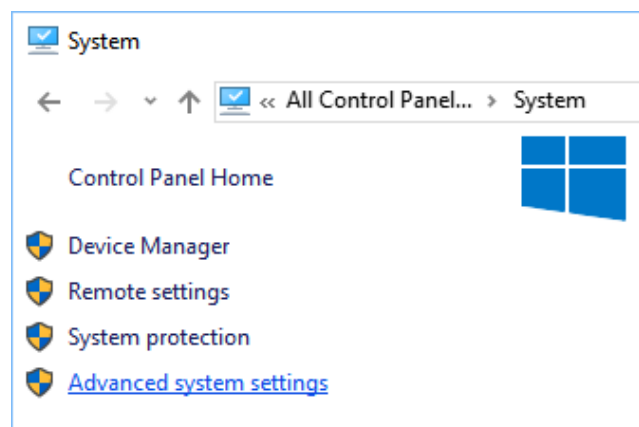 System
« All Control Panel... › System
Control Panel Home
Device Manager
Remote settings
System protection
Advanced system settings